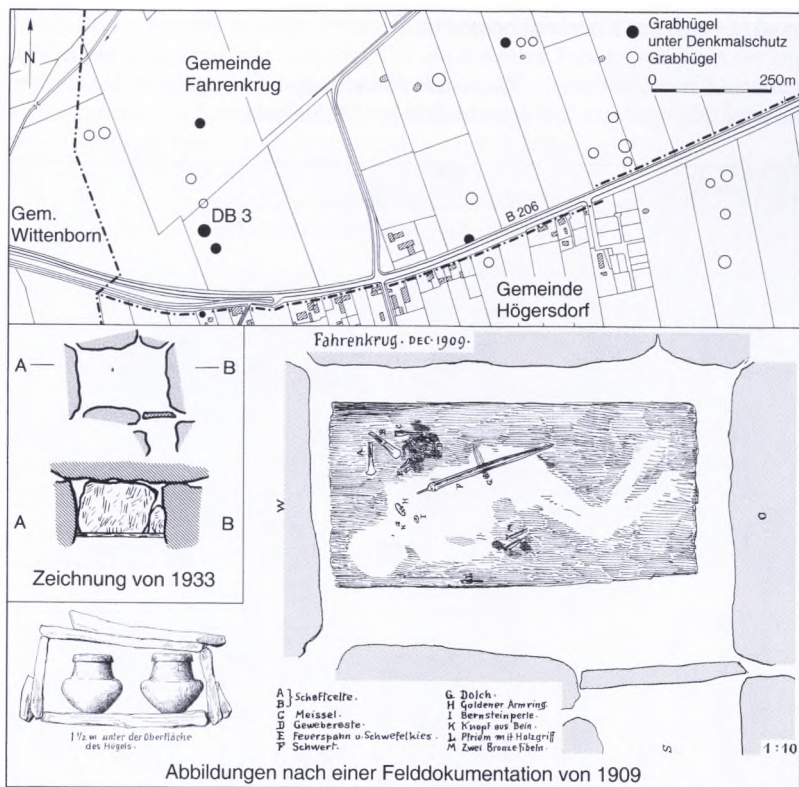 N
Gemeinde
Fahrenkrug
Grabhügel
unter Denkmalschutz
Grabhügel
0 250m
DB 3
Gem.
Wittenborn
B 206
Gemeinde
Högersdorf
A B
A B
Zeichnung von 1933
1 1/2 m unter der Oberfläche
des Hügels.
Fahrenkrug. DEC. 1909.
W
O
S
A } Schaftcelte.
B }
C Meissel.
D Gewebereste.
E Feuerspahn u. Schwefelkies.
F Schwert.
G. Dolch.
H Goldener Armring.
I Bernsteinperle.
K Knopf aus Bein.
L Pfriem mit Holzgriff
M Zwei Bronzefibeln.
1:10
Abbildungen nach einer Felddokumentation von 1909